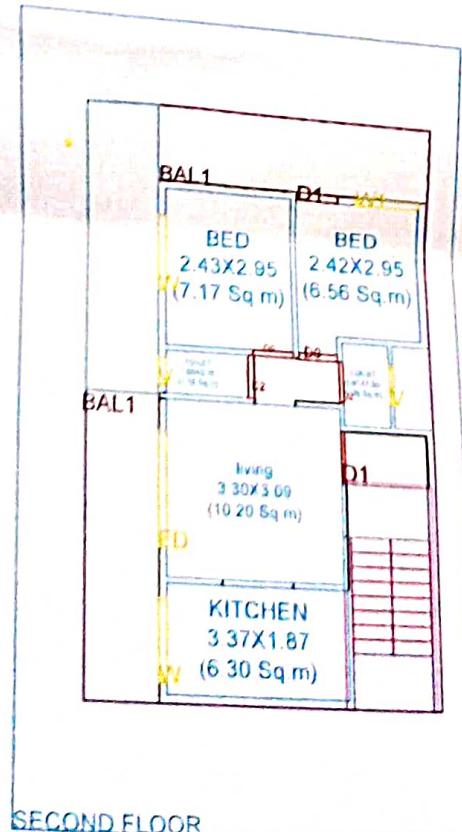 BAL1
D1
W1
BED
2.43X2.95
(7.17 Sq.m)
BED
2.42X2.95
(6.56 Sq.m)
W
V
D2
V
BAL1
living
3.30X3.09
(10.20 Sq.m)
D1
FD
KITCHEN
3.37X1.87
(6.30 Sq.m)
W
SECOND FLOOR